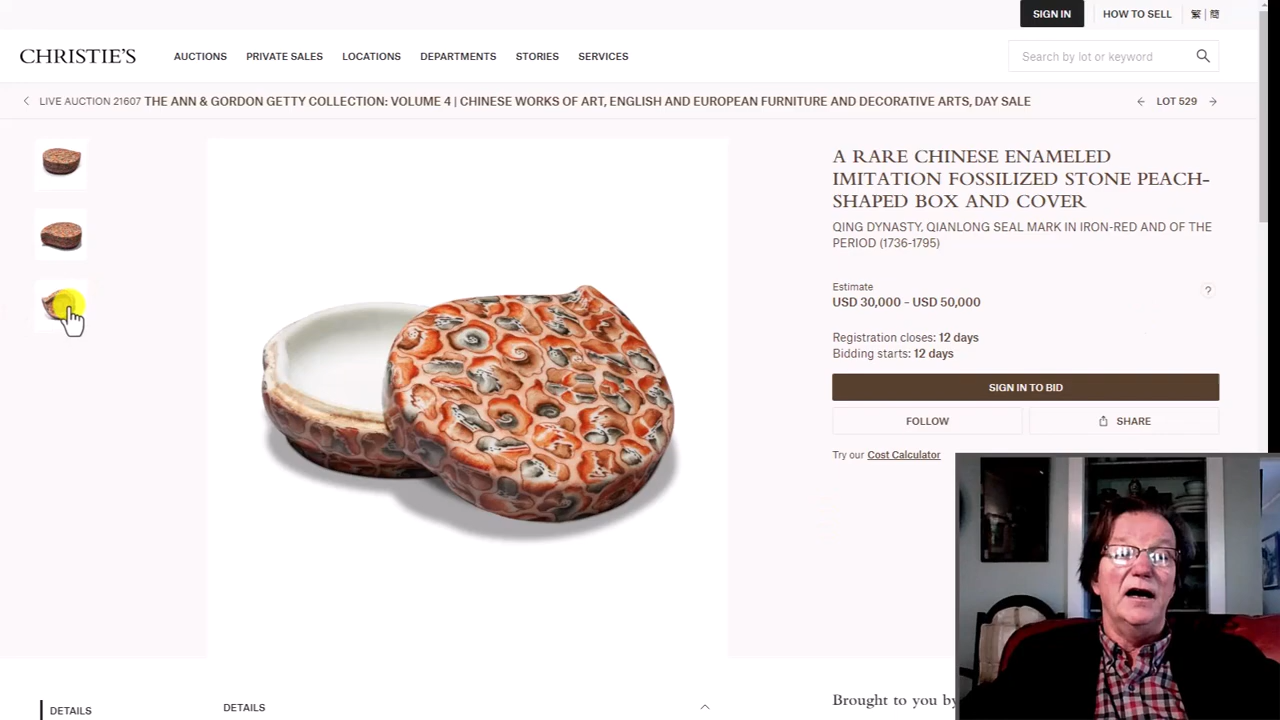 SIGN IN
HOW TO SELL
繁 | 簡
CHRISTIE'S
AUCTIONS
PRIVATE SALES
LOCATIONS
DEPARTMENTS
STORIES
SERVICES
Search by lot or keyword
LIVE AUCTION 21607 THE ANN & GORDON GETTY COLLECTION: VOLUME 4 | CHINESE WORKS OF ART, ENGLISH AND EUROPEAN FURNITURE AND DECORATIVE ARTS, DAY SALE
LOT 529
A RARE CHINESE ENAMELED
IMITATION FOSSILIZED STONE PEACH-
SHAPED BOX AND COVER
QING DYNASTY, QIANLONG SEAL MARK IN IRON-RED AND OF THE
PERIOD (1736-1795)
Estimate
USD 30,000 – USD 50,000
?
Registration closes: 12 days
Bidding starts: 12 days
SIGN IN TO BID
FOLLOW
SHARE
Try our Cost Calculator
DETAILS
DETAILS
Brought to you by